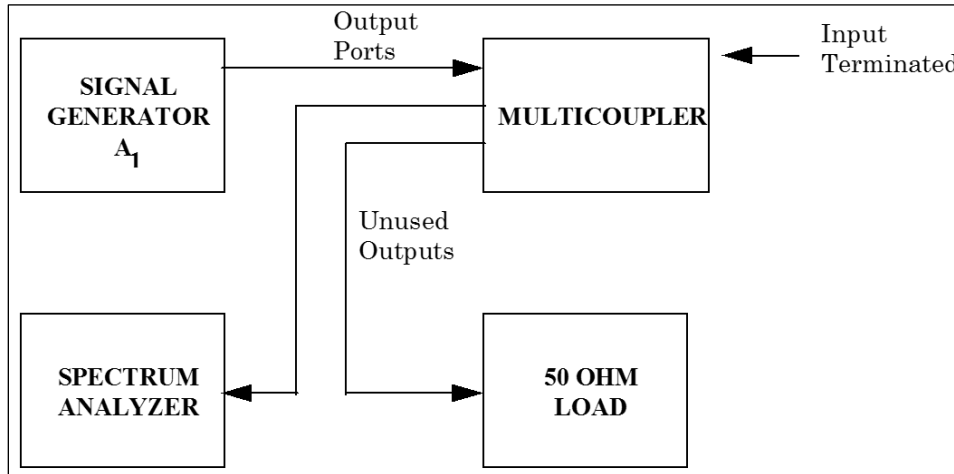 Output
Ports
Input
Terminated
SIGNAL
GENERATOR
A1
MULTICOUPLER
Unused
Outputs
SPECTRUM
ANALYZER
50 OHM
LOAD